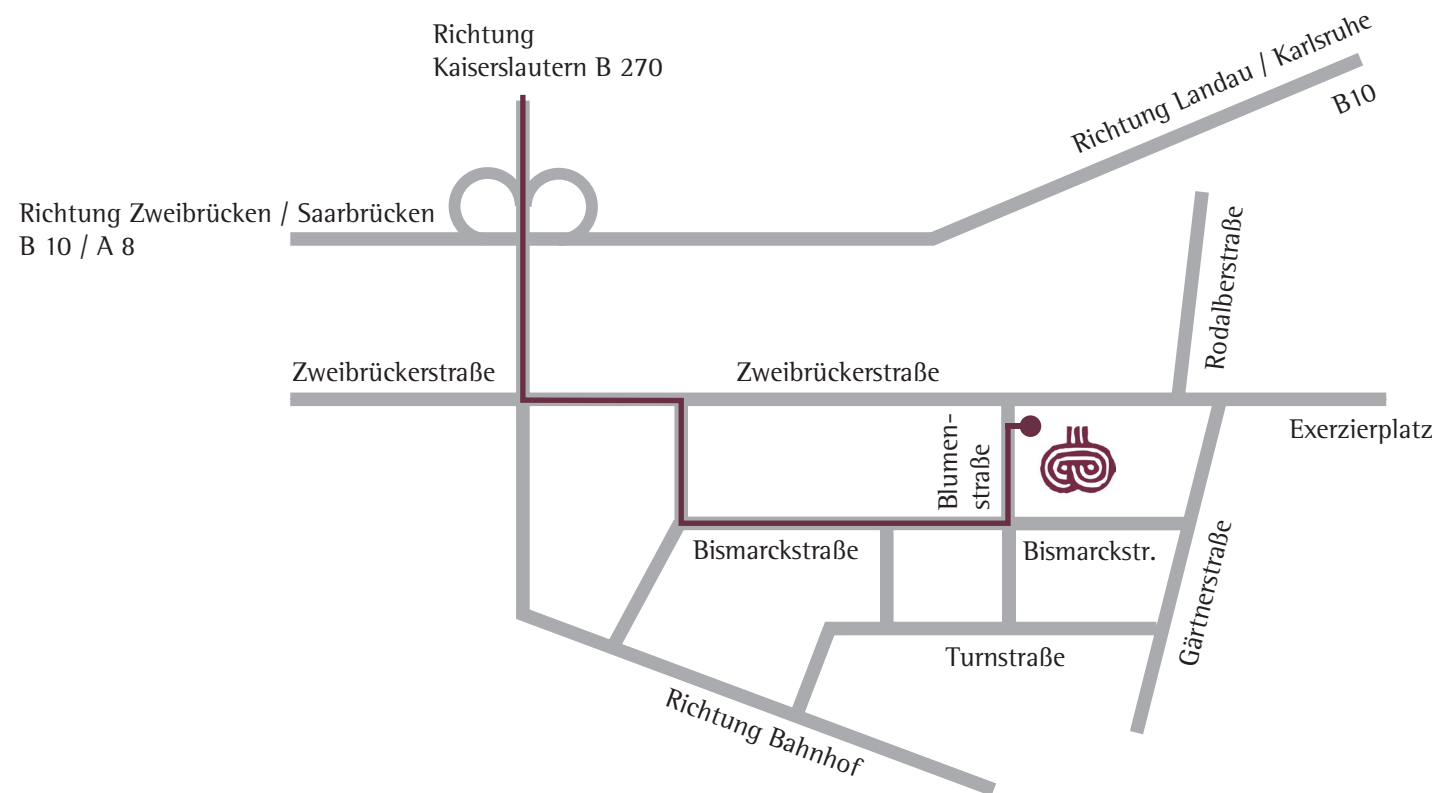 Richtung
Kaiserslautern B 270
Richtung Landau / Karlsruhe
B10
Richtung Zweibrücken / Saarbrücken
B 10 / A 8
Rodalberstraße
Zweibrückerstraße
Zweibrückerstraße
Exerzierplatz
Blumen-
straße
Bismarckstraße
Bismarckstr.
Gärtnerstraße
Turnstraße
Richtung Bahnhof